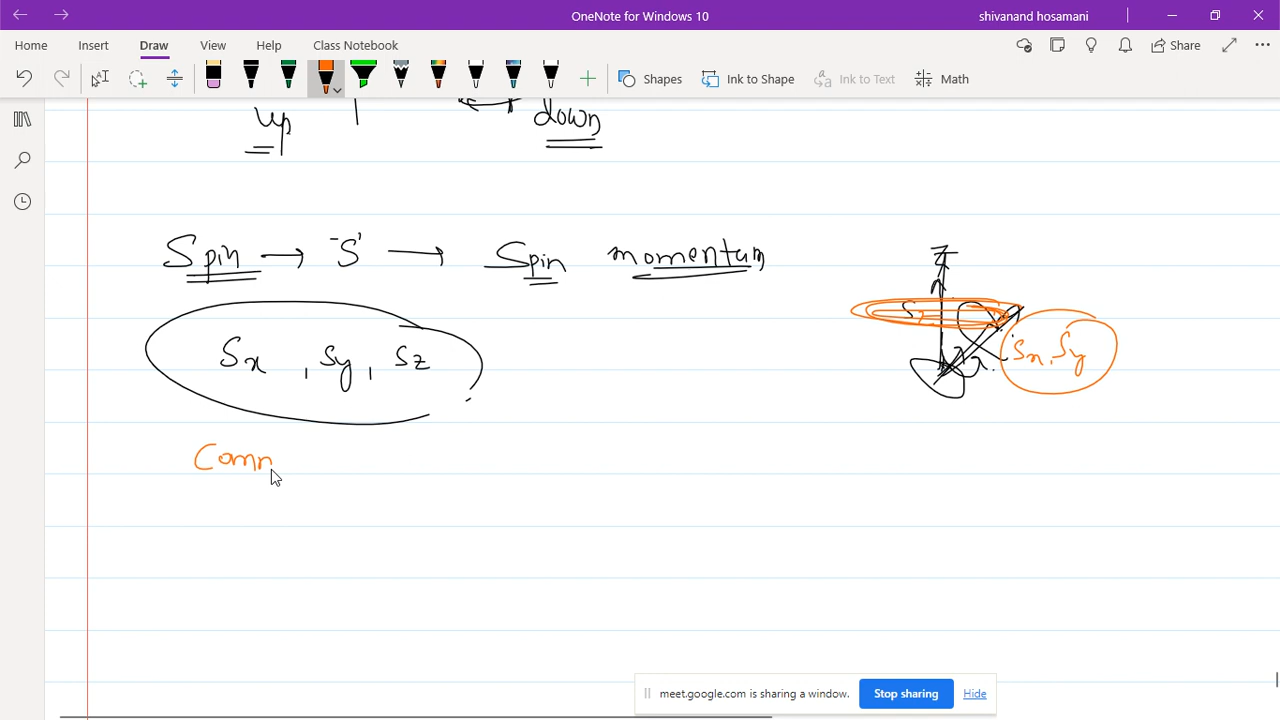 OneNote for Windows 10
shivanand hosamani
Home Insert Draw View Help Class Notebook
Share
Shapes Ink to Shape Ink to Text Math
up down
Spin → 'S' → Spin momentum
Z
Sz
Sx, Sy
Sx, Sy, Sz
Comm
meet.google.com is sharing a window. Stop sharing Hide